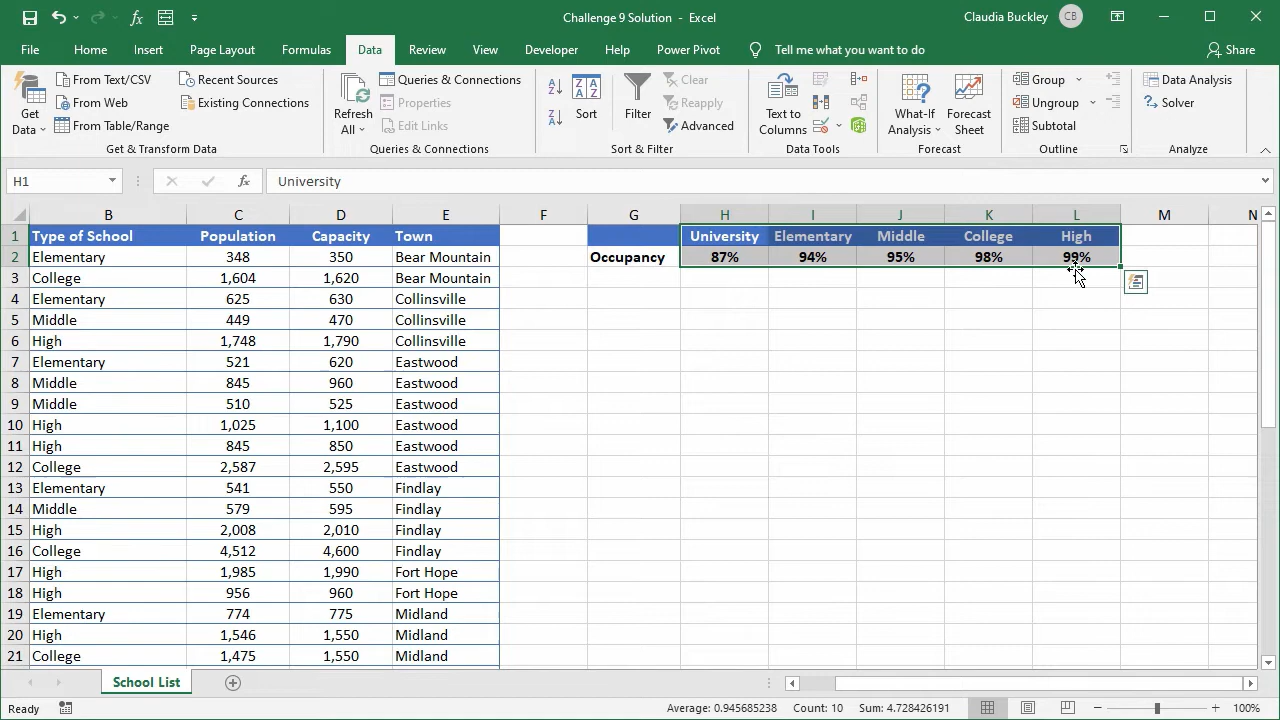 Challenge 9 Solution - Excel
Claudia Buckley CB
File Home Insert Page Layout Formulas Data Review View Developer Help Power Pivot Tell me what you want to do Share
Get Data
From Text/CSV
From Web
From Table/Range
Recent Sources
Existing Connections
Get & Transform Data
Refresh All
Queries & Connections
Properties
Edit Links
Queries & Connections
Sort
Filter
Clear
Reapply
Advanced
Sort & Filter
Text to Columns
Data Tools
What-If Analysis
Forecast Sheet
Forecast
Group
Ungroup
Subtotal
Outline
Data Analysis
Solver
Analyze
H1 fx University
B C D E F G H I J K L M N
1 Type of School Population Capacity Town University Elementary Middle College High
2 Elementary 348 350 Bear Mountain Occupancy 87% 94% 95% 98% 99%
3 College 1,604 1,620 Bear Mountain
4 Elementary 625 630 Collinsville
5 Middle 449 470 Collinsville
6 High 1,748 1,790 Collinsville
7 Elementary 521 620 Eastwood
8 Middle 845 960 Eastwood
9 Middle 510 525 Eastwood
10 High 1,025 1,100 Eastwood
11 High 845 850 Eastwood
12 College 2,587 2,595 Eastwood
13 Elementary 541 550 Findlay
14 Middle 579 595 Findlay
15 High 2,008 2,010 Findlay
16 College 4,512 4,600 Findlay
17 High 1,985 1,990 Fort Hope
18 High 956 960 Fort Hope
19 Elementary 774 775 Midland
20 High 1,546 1,550 Midland
21 College 1,475 1,550 Midland
School List
Ready Average: 0.945685238 Count: 10 Sum: 4.728426191 100%